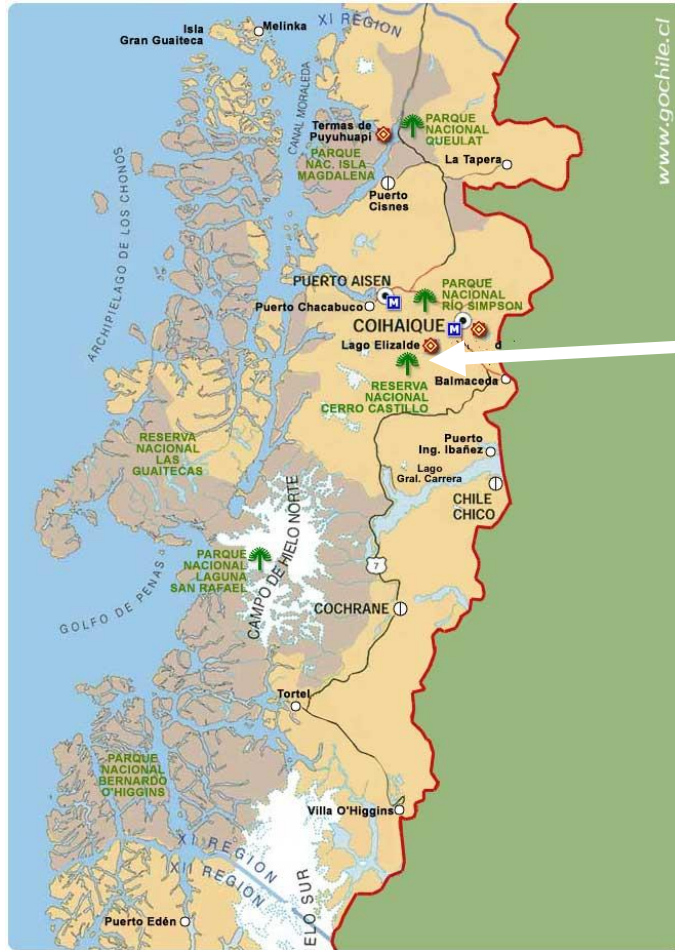 www.gochile.cl
XI REGION
Isla
Gran Guaiteca
Melinka
CANAL MORALEDA
Termas de
Puyuhuapi
PARQUE
NACIONAL
QUEULAT
PARQUE
NAC. ISLA
MAGDALENA
La Tapera
Puerto
Cisnes
ARCHIPIELAGO DE LOS CHONOS
PUERTO AISEN
M
PARQUE
NACIONAL
RÍO SIMPSON
Puerto Chacabuco
COIHAIQUE
M
Lago Elizalde
d
RESERVA
NACIONAL
CERRO CASTILLO
Balmaceda
RESERVA
NACIONAL
LAS
GUAITECAS
Puerto
Ing. Ibañez
Lago
Gral. Carrera
CHILE
CHICO
CAMPO DE HIELO NORTE
PARQUE
NACIONAL
LAGUNA
SAN RAFAEL
7
GOLFO DE PENAS
COCHRANE
Tortel
PARQUE
NACIONAL
BERNARDO
O'HIGGINS
Villa O'Higgins
XI REGION
XII REGION
ELO SUR
Puerto Edén